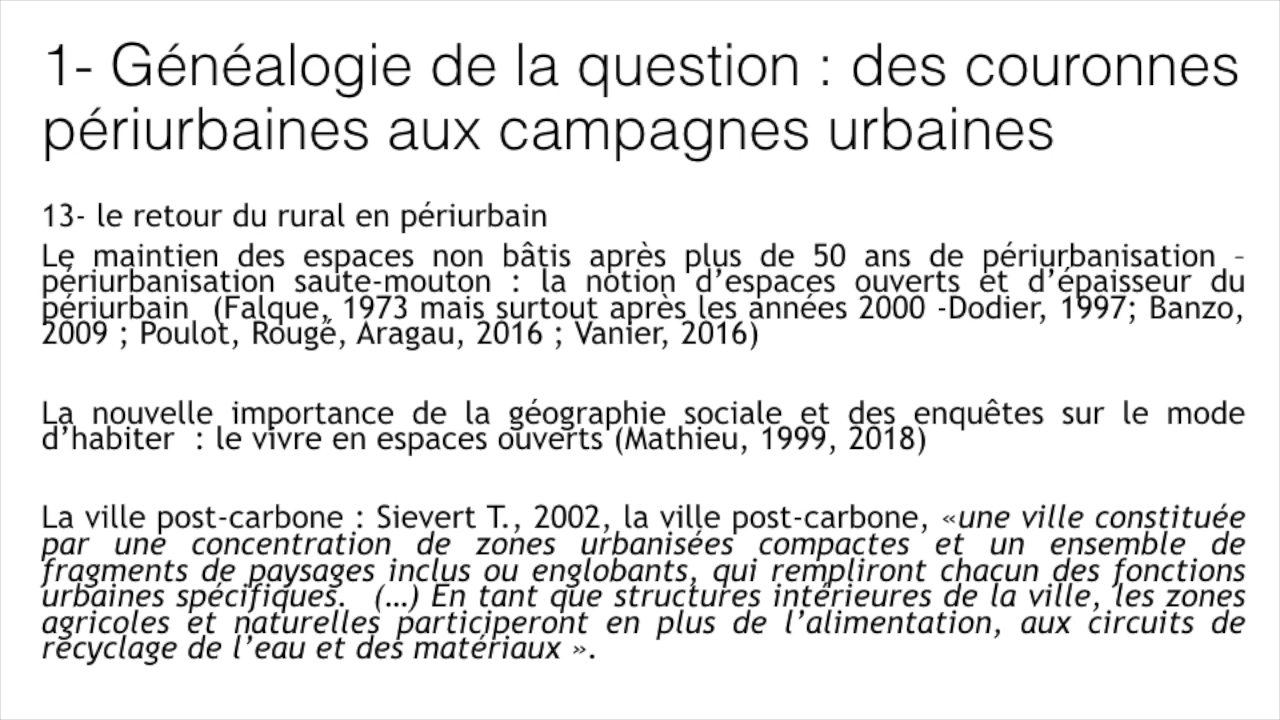 1- Généalogie de la question : des couronnes
périurbaines aux campagnes urbaines
13- le retour du rural en périurbain
Le maintien des espaces non bâtis après plus de 50 ans de périurbanisation –
périurbanisation saute-mouton : la notion d’espaces ouverts et d’épaisseur du
périurbain (Falque, 1973 mais surtout après les années 2000 -Dodier, 1997; Banzo,
2009 ; Poulot, Rougé, Aragau, 2016 ; Vanier, 2016)
La nouvelle importance de la géographie sociale et des enquêtes sur le mode
d’habiter : le vivre en espaces ouverts (Mathieu, 1999, 2018)
La ville post-carbone : Sievert T., 2002, la ville post-carbone, «une ville constituée
par une concentration de zones urbanisées compactes et un ensemble de
fragments de paysages inclus ou englobants, qui rempliront chacun des fonctions
urbaines spécifiques. (…) En tant que structures intérieures de la ville, les zones
agricoles et naturelles participeront en plus de l’alimentation, aux circuits de
recyclage de l’eau et des matériaux ».